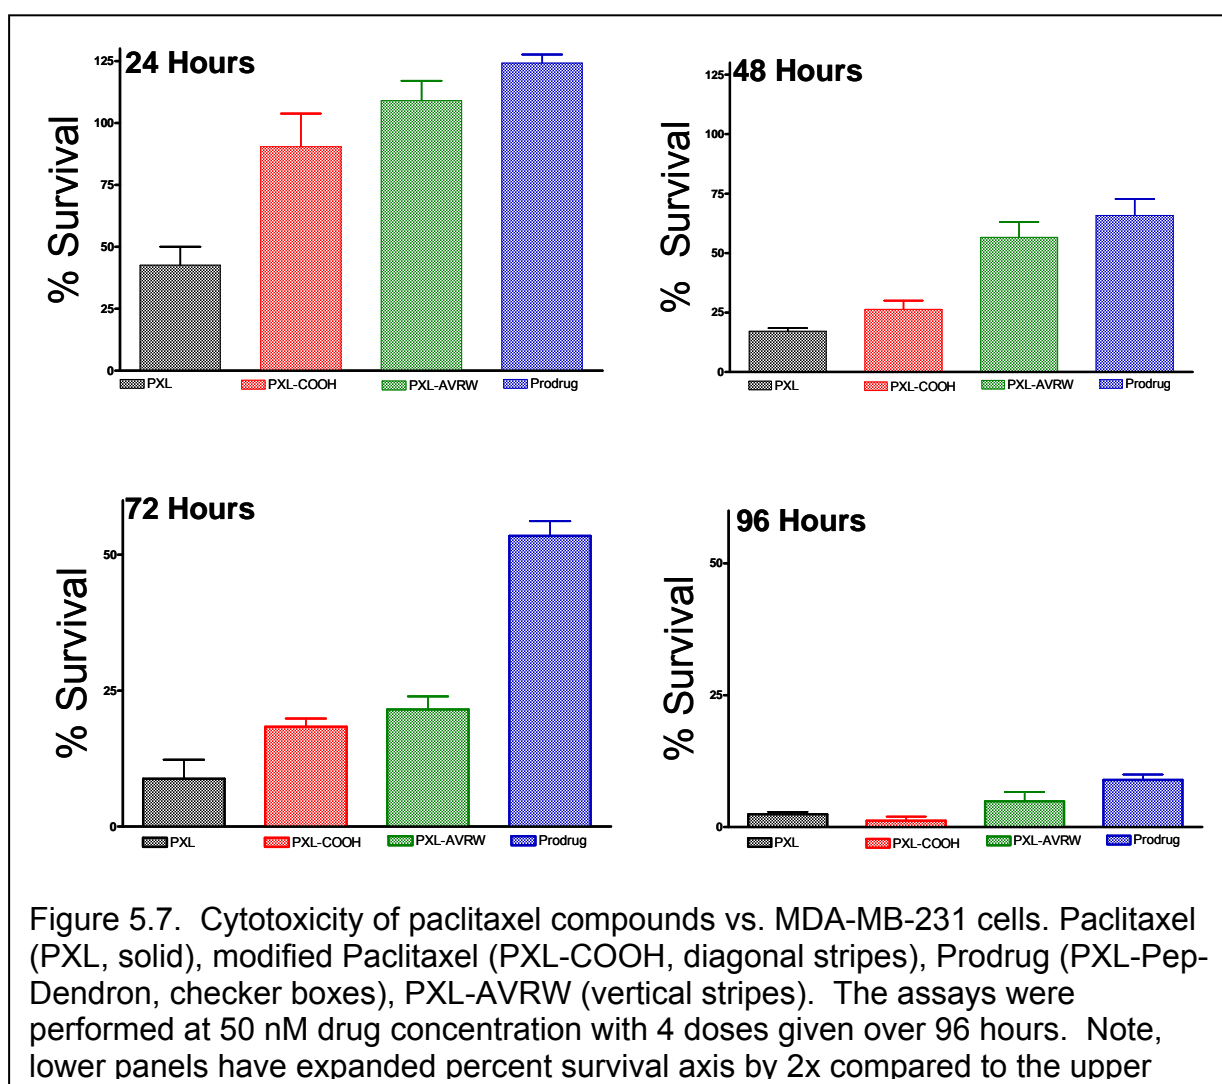 24 Hours
125
100
75
50
25
0
% Survival
PXL
PXL-COOH
PXL-AVRW
Prodrug
48 Hours
125
100
75
50
25
0
% Survival
PXL
PXL-COOH
PXL-AVRW
Prodrug
72 Hours
50
25
0
% Survival
PXL
PXL-COOH
PXL-AVRW
Prodrug
96 Hours
50
25
0
% Survival
PXL
PXL-COOH
PXL-AVRW
Prodrug
Figure 5.7. Cytotoxicity of paclitaxel compounds vs. MDA-MB-231 cells. Paclitaxel
(PXL, solid), modified Paclitaxel (PXL-COOH, diagonal stripes), Prodrug (PXL-Pep-
Dendron, checker boxes), PXL-AVRW (vertical stripes). The assays were
performed at 50 nM drug concentration with 4 doses given over 96 hours. Note,
lower panels have expanded percent survival axis by 2x compared to the upper